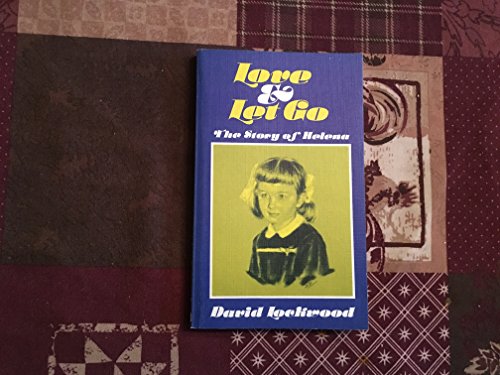 Love
&
Let Go
The Story of Helena
David Lockwood